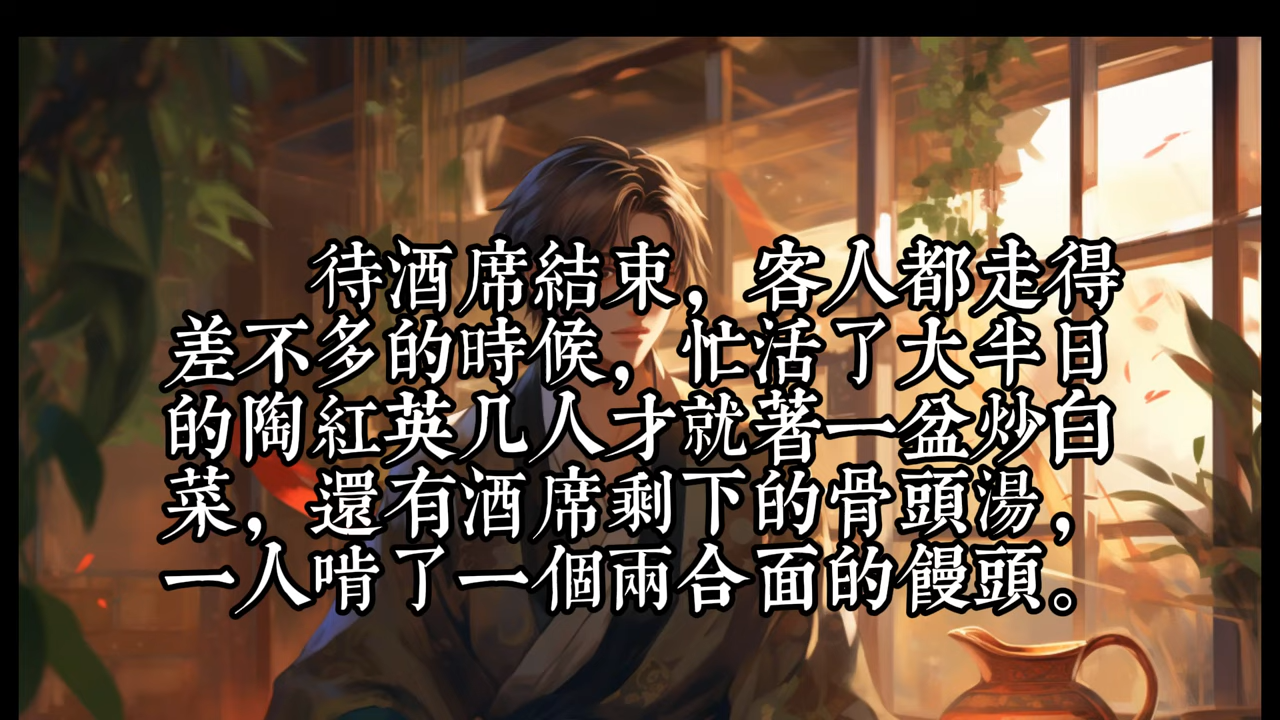 待酒席結束，客人都走得
差不多的時候，忙活了大半日
的陶紅英几人才就著一盆炒白
菜，還有酒席剩下的骨頭湯，
一人啃了一個兩合面的饅頭。